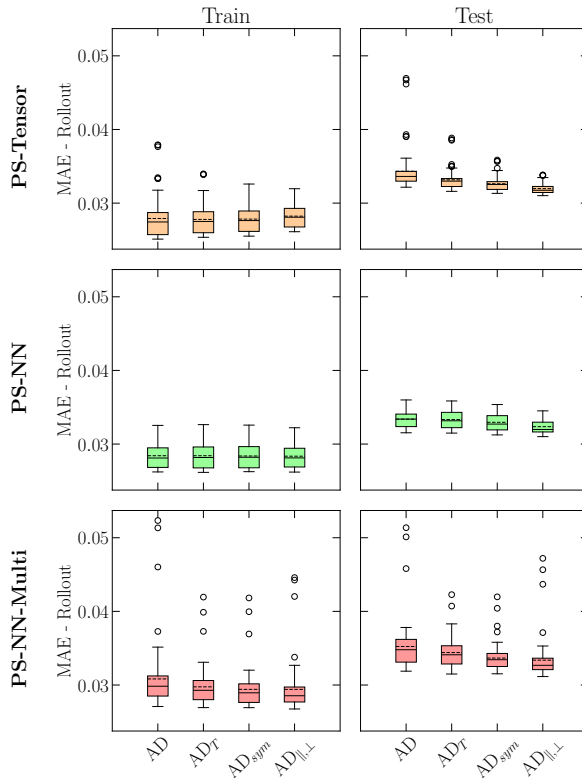 Train
Test
PS-Tensor
MAE - Rollout
0.05
0.04
0.03
PS-NN
MAE - Rollout
0.05
0.04
0.03
PS-NN-Multi
MAE - Rollout
0.05
0.04
0.03
AD
AD_T
AD_sym
AD_∥,⊥
AD
AD_T
AD_sym
AD_∥,⊥